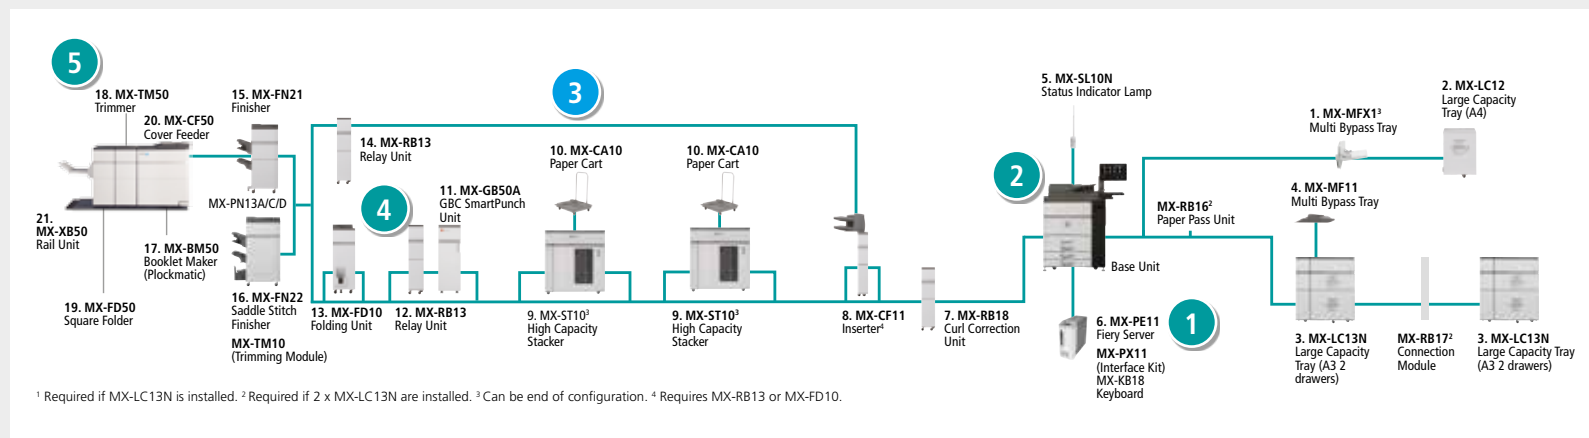 5
18. MX-TM50
Trimmer
20. MX-CF50
Cover Feeder
21.
MX-XB50
Rail Unit
17. MX-BM50
Booklet Maker
(Plockmatic)
19. MX-FD50
Square Folder
15. MX-FN21
Finisher
MX-PN13A/C/D
16. MX-FN22
Saddle Stitch
Finisher
MX-TM10
(Trimming Module)
3
14. MX-RB13
Relay Unit
4
11. MX-GB50A
GBC SmartPunch
Unit
13. MX-FD10
Folding Unit
12. MX-RB13
Relay Unit
10. MX-CA10
Paper Cart
9. MX-ST10³
High Capacity
Stacker
10. MX-CA10
Paper Cart
9. MX-ST10³
High Capacity
Stacker
8. MX-CF11
Inserter⁴
7. MX-RB18
Curl Correction
Unit
2
5. MX-SL10N
Status Indicator Lamp
Base Unit
1
6. MX-PE11
Fiery Server
MX-PX11
(Interface Kit)
MX-KB18
Keyboard
MX-RB16²
Paper Pass Unit
1. MX-MFX1³
Multi Bypass Tray
2. MX-LC12
Large Capacity
Tray (A4)
4. MX-MF11
Multi Bypass Tray
3. MX-LC13N
Large Capacity
Tray (A3 2
drawers)
MX-RB17²
Connection
Module
3. MX-LC13N
Large Capacity Tray
(A3 2 drawers)
¹ Required if MX-LC13N is installed. ² Required if 2 x MX-LC13N are installed. ³ Can be end of configuration. ⁴ Requires MX-RB13 or MX-FD10.